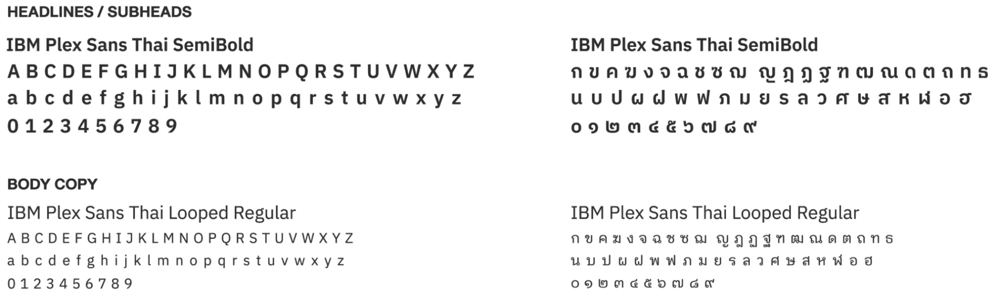 HEADLINES / SUBHEADS
IBM Plex Sans Thai SemiBold
A B C D E F G H I J K L M N O P Q R S T U V W X Y Z
a b c d e f g h i j k l m n o p q r s t u v w x y z
0 1 2 3 4 5 6 7 8 9
IBM Plex Sans Thai SemiBold
ก ข ค ฆ ง จ ฉ ช ซ ฌ ญ ฎ ฏ ฐ ฑ ฒ ณ ด ต ถ ท ธ
น บ ป ผ ฝ พ ฟ ภ ม ย ร ล ว ศ ษ ส ห ฬ อ ฮ
๐ ๑ ๒ ๓ ๔ ๕ ๖ ๗ ๘ ๙
BODY COPY
IBM Plex Sans Thai Looped Regular
A B C D E F G H I J K L M N O P Q R S T U V W X Y Z
a b c d e f g h i j k l m n o p q r s t u v w x y z
0 1 2 3 4 5 6 7 8 9
IBM Plex Sans Thai Looped Regular
ก ข ค ฆ ง จ ฉ ช ซ ฌ ญ ฎ ฏ ฐ ฑ ฒ ณ ด ต ถ ท ธ
น บ ป ผ ฝ พ ฟ ภ ม ย ร ล ว ศ ษ ส ห ฬ อ ฮ
๐ ๑ ๒ ๓ ๔ ๕ ๖ ๗ ๘ ๙